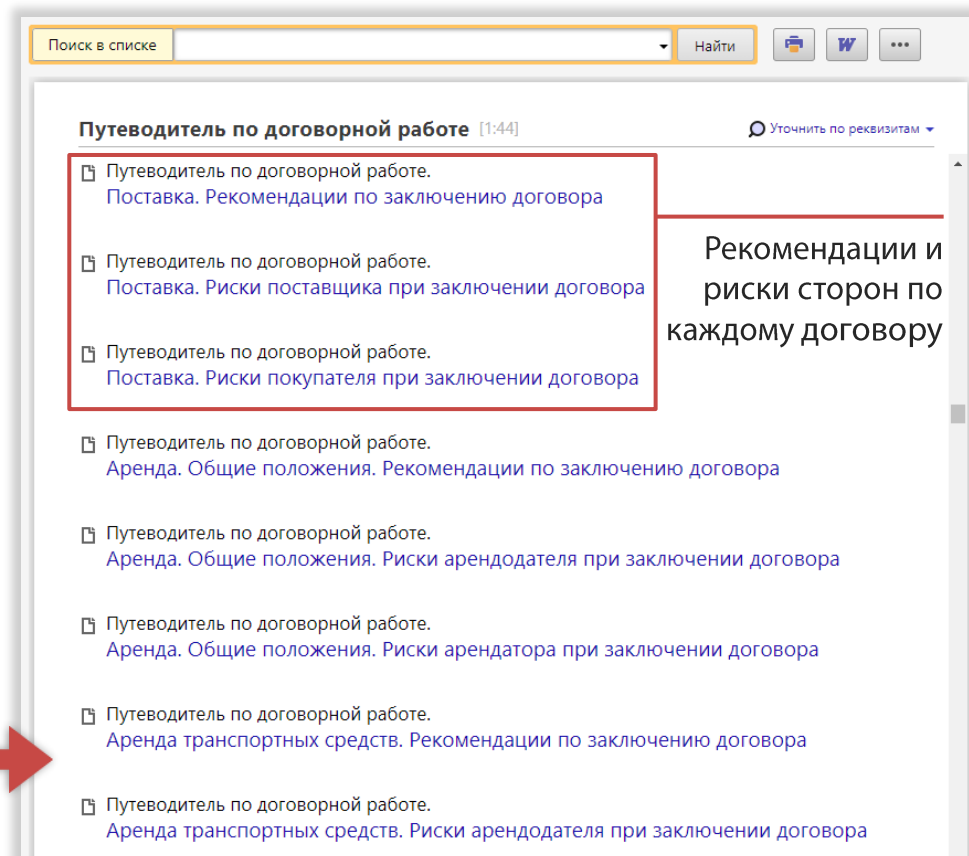 Поиск в списке
Найти
W
Путеводитель по договорной работе [1:44]
Уточнить по реквизитам
Путеводитель по договорной работе.
Поставка. Рекомендации по заключению договора
Путеводитель по договорной работе.
Поставка. Риски поставщика при заключении договора
Путеводитель по договорной работе.
Поставка. Риски покупателя при заключении договора
Рекомендации и
риски сторон по
каждому договору
Путеводитель по договорной работе.
Аренда. Общие положения. Рекомендации по заключению договора
Путеводитель по договорной работе.
Аренда. Общие положения. Риски арендодателя при заключении договора
Путеводитель по договорной работе.
Аренда. Общие положения. Риски арендатора при заключении договора
Путеводитель по договорной работе.
Аренда транспортных средств. Рекомендации по заключению договора
Путеводитель по договорной работе.
Аренда транспортных средств. Риски арендодателя при заключении договора